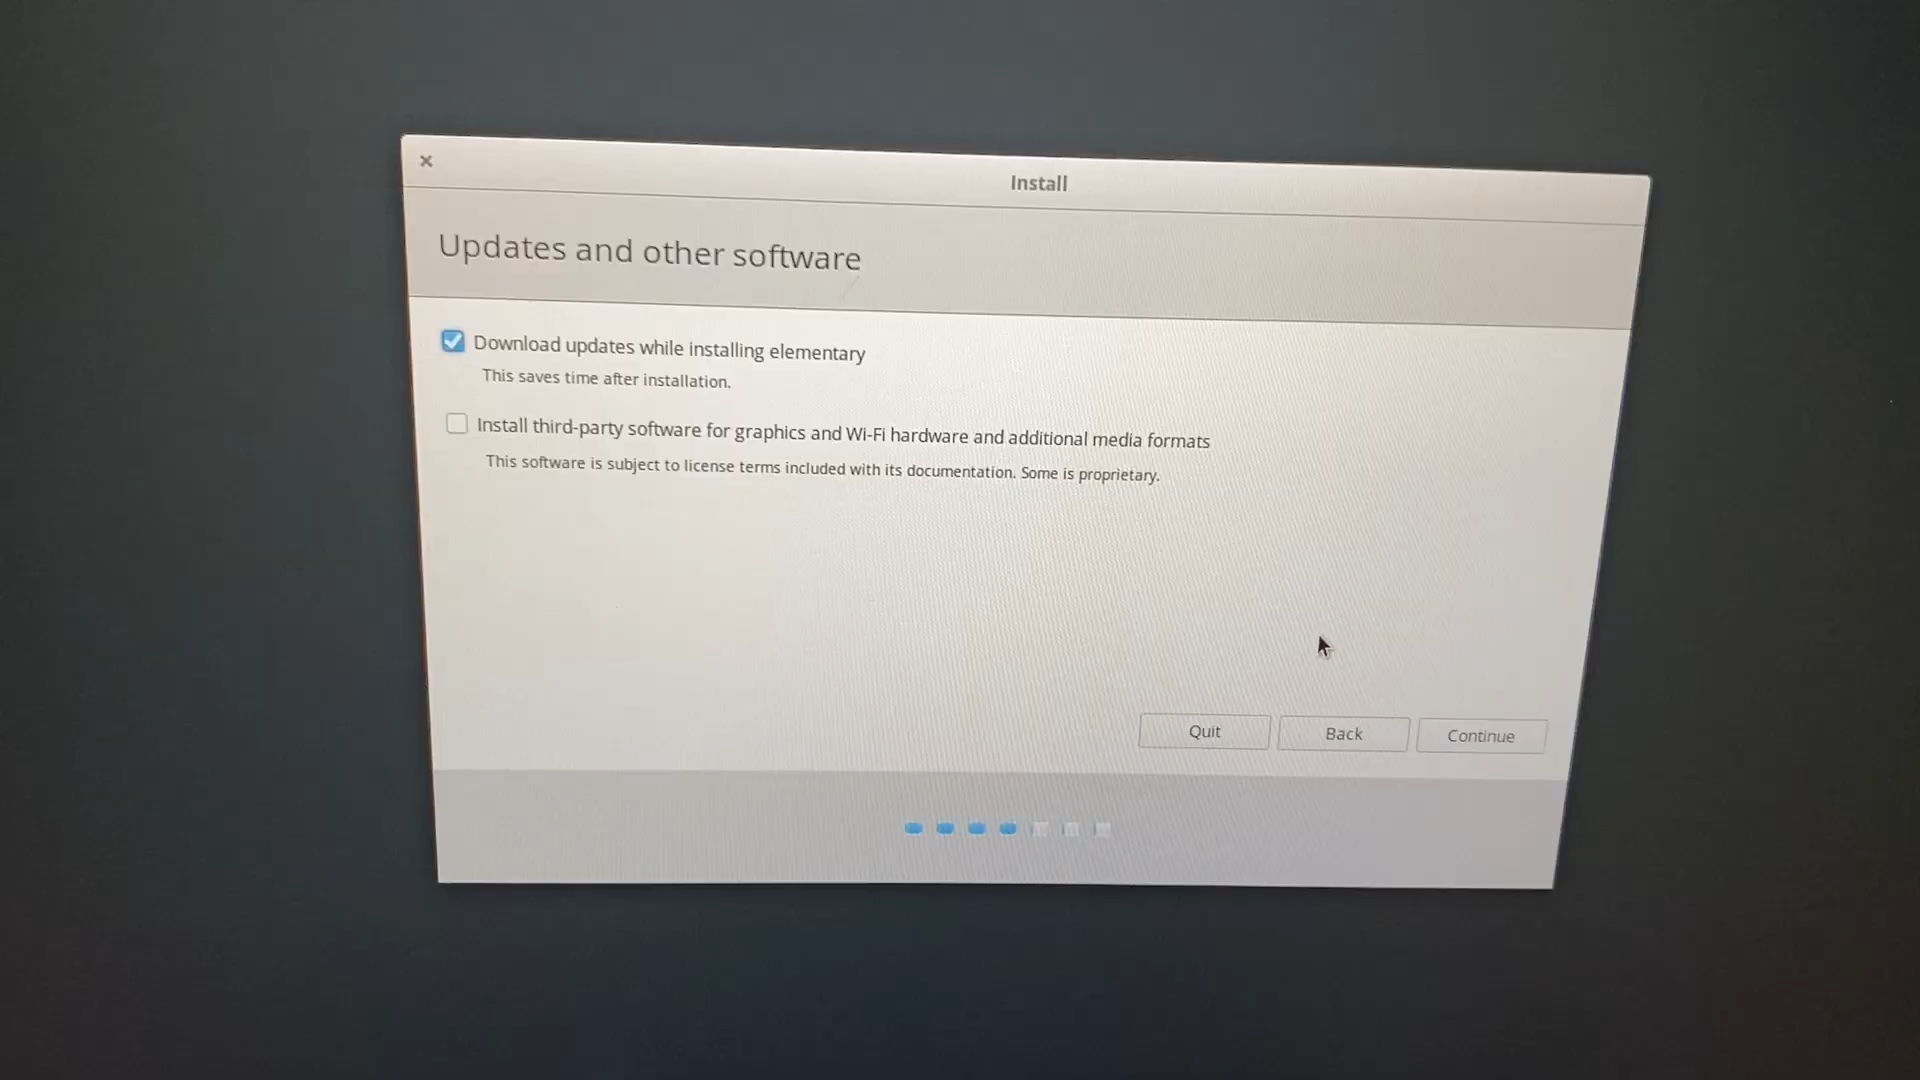 Install
Updates and other software
Download updates while installing elementary
This saves time after installation.
Install third-party software for graphics and Wi-Fi hardware and additional media formats
This software is subject to license terms included with its documentation. Some is proprietary.
Quit
Back
Continue